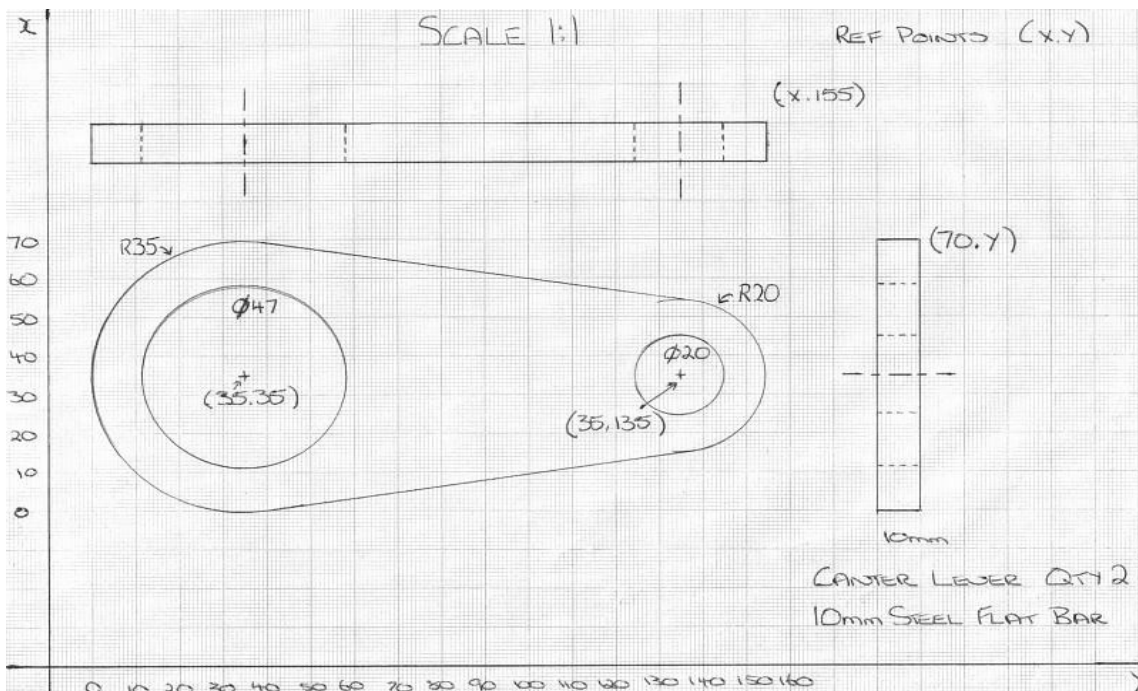 x
SCALE 1:1
REF POINTS (X.Y)
(X.155)
70
60
50
40
30
20
10
0
R35
Ø47
(35.35)
R20
Ø20
(35,135)
(70.Y)
10mm
CANTER LEVER QTY 2
10mm STEEL FLAT BAR
0 10 20 30 40 50 60 70 80 90 100 110 120 130 140 150 160